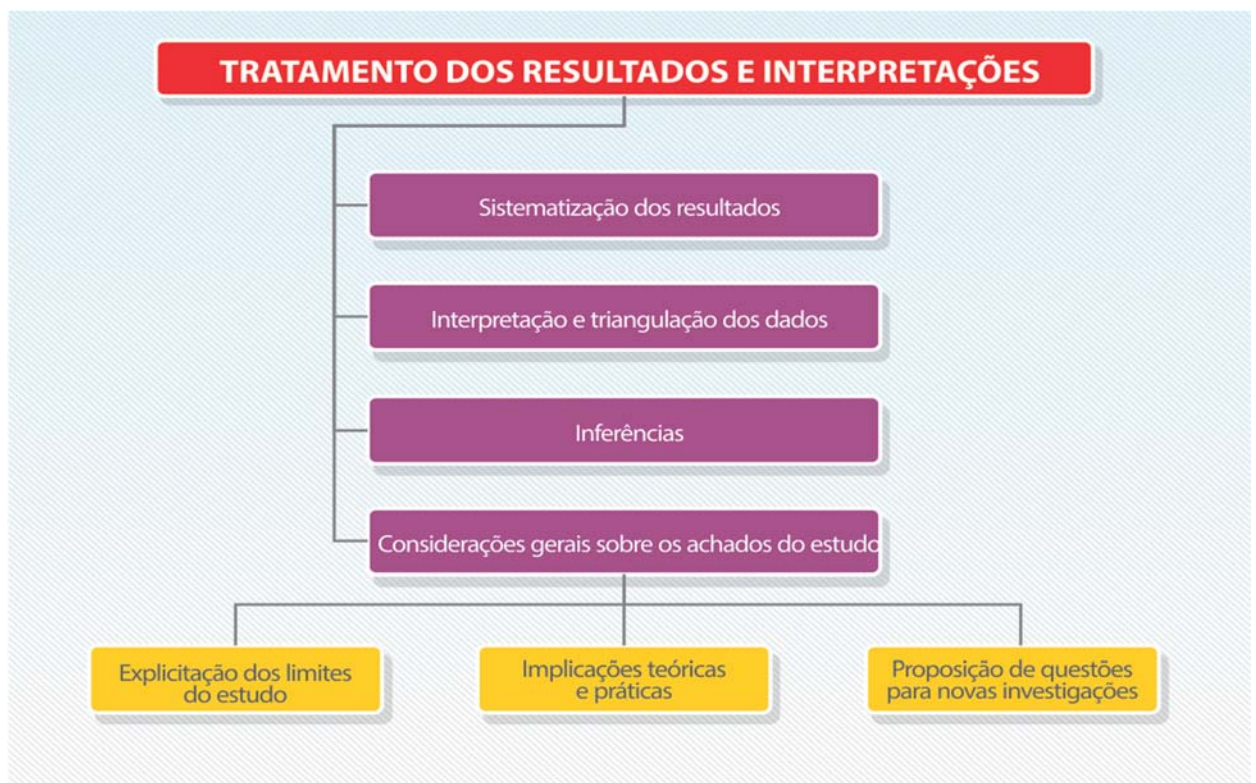 TRATAMENTO DOS RESULTADOS E INTERPRETAÇÕES
Sistematização dos resultados
Interpretação e triangulação dos dados
Inferências
Considerações gerais sobre os achados do estudo
Explicitação dos limites
do estudo
Implicações teóricas
e práticas
Proposição de questões
para novas investigações